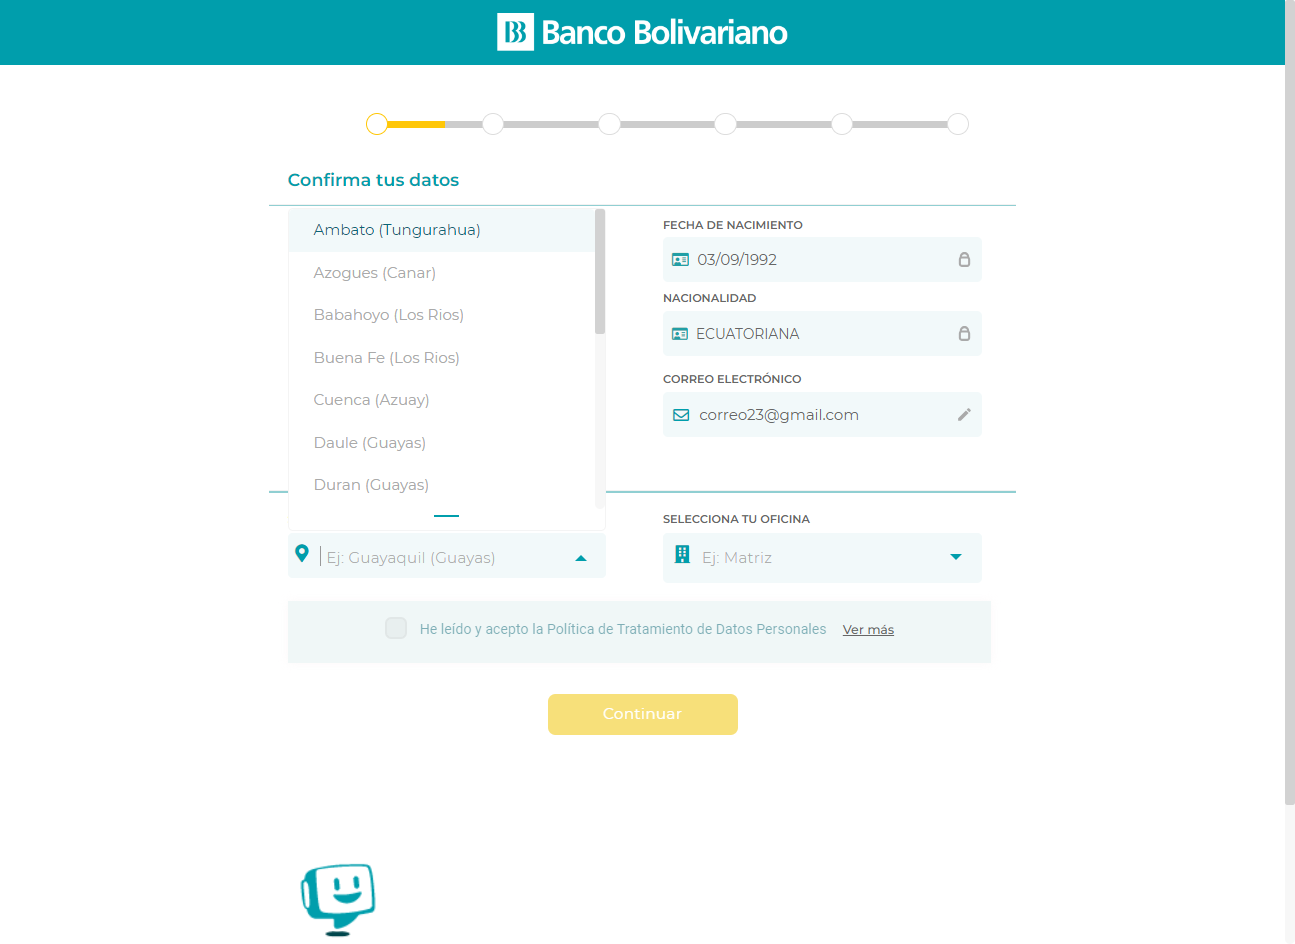 Banco Bolivariano
Confirma tus datos
Ambato (Tungurahua)
Azogues (Canar)
Babahoyo (Los Rios)
Buena Fe (Los Rios)
Cuenca (Azuay)
Daule (Guayas)
Duran (Guayas)
Ej: Guayaquil (Guayas)
FECHA DE NACIMIENTO
03/09/1992
NACIONALIDAD
ECUATORIANA
CORREO ELECTRÓNICO
correo23@gmail.com
SELECCIONA TU OFICINA
Ej: Matriz
He leído y acepto la Política de Tratamiento de Datos Personales Ver más
Continuar